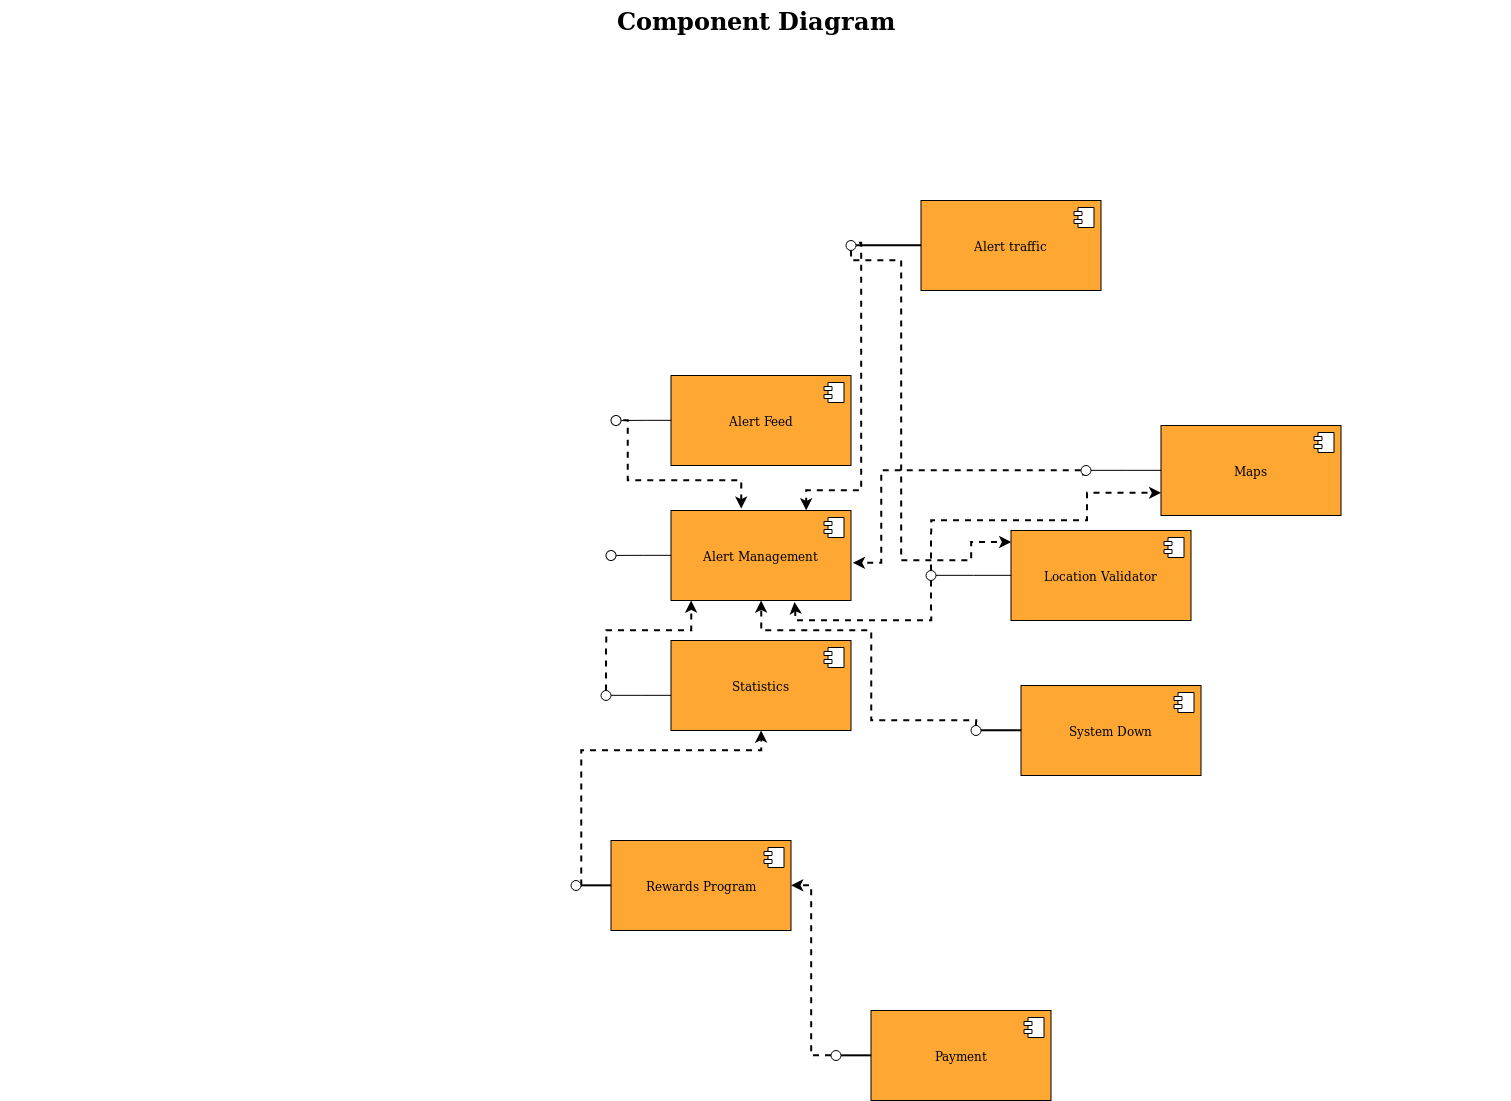 Component Diagram
Alert traffic
Alert Feed
Maps
Alert Management
Location Validator
Statistics
System Down
Rewards Program
Payment